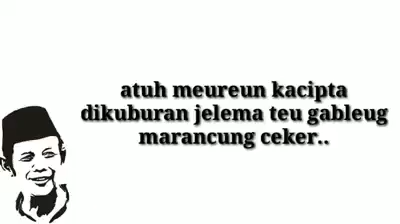 atuh meureun kacipta
dikuburan jelema teu gableug
marancung ceker..